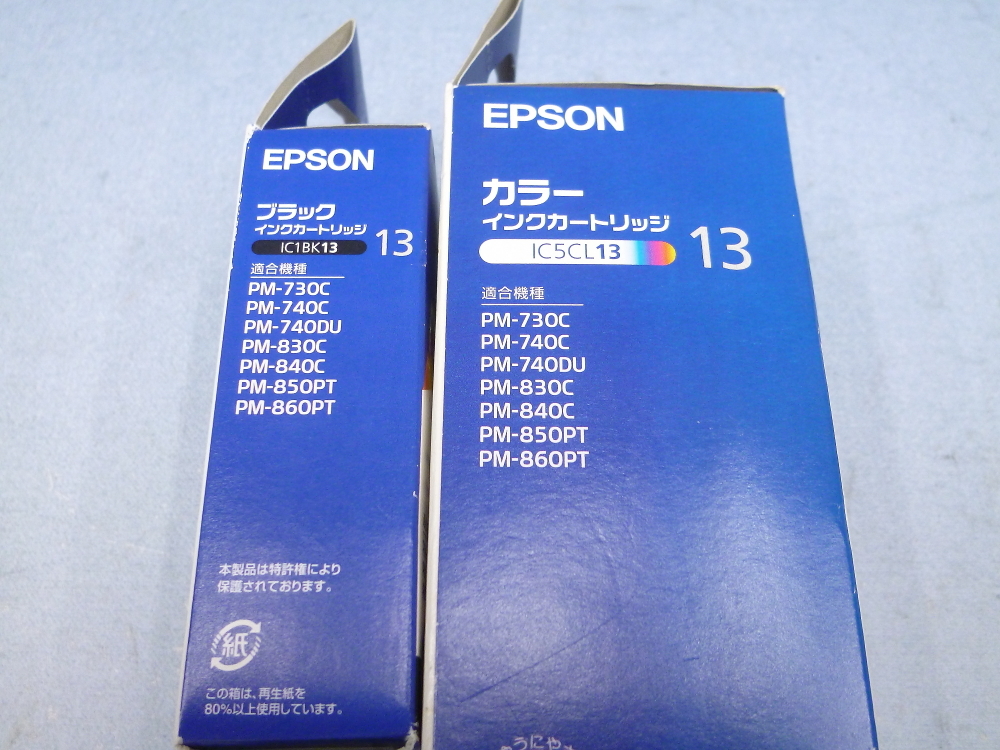 EPSON
ブラック
インクカートリッジ
IC1BK13
13
適合機種
PM-730C
PM-740C
PM-740DU
PM-830C
PM-840C
PM-850PT
PM-860PT
本製品は特許権により
保護されております。
紙
この箱は、再生紙を
80%以上使用しています。
EPSON
カラー
インクカートリッジ
IC5CL13
13
適合機種
PM-730C
PM-740C
PM-740DU
PM-830C
PM-840C
PM-850PT
PM-860PT